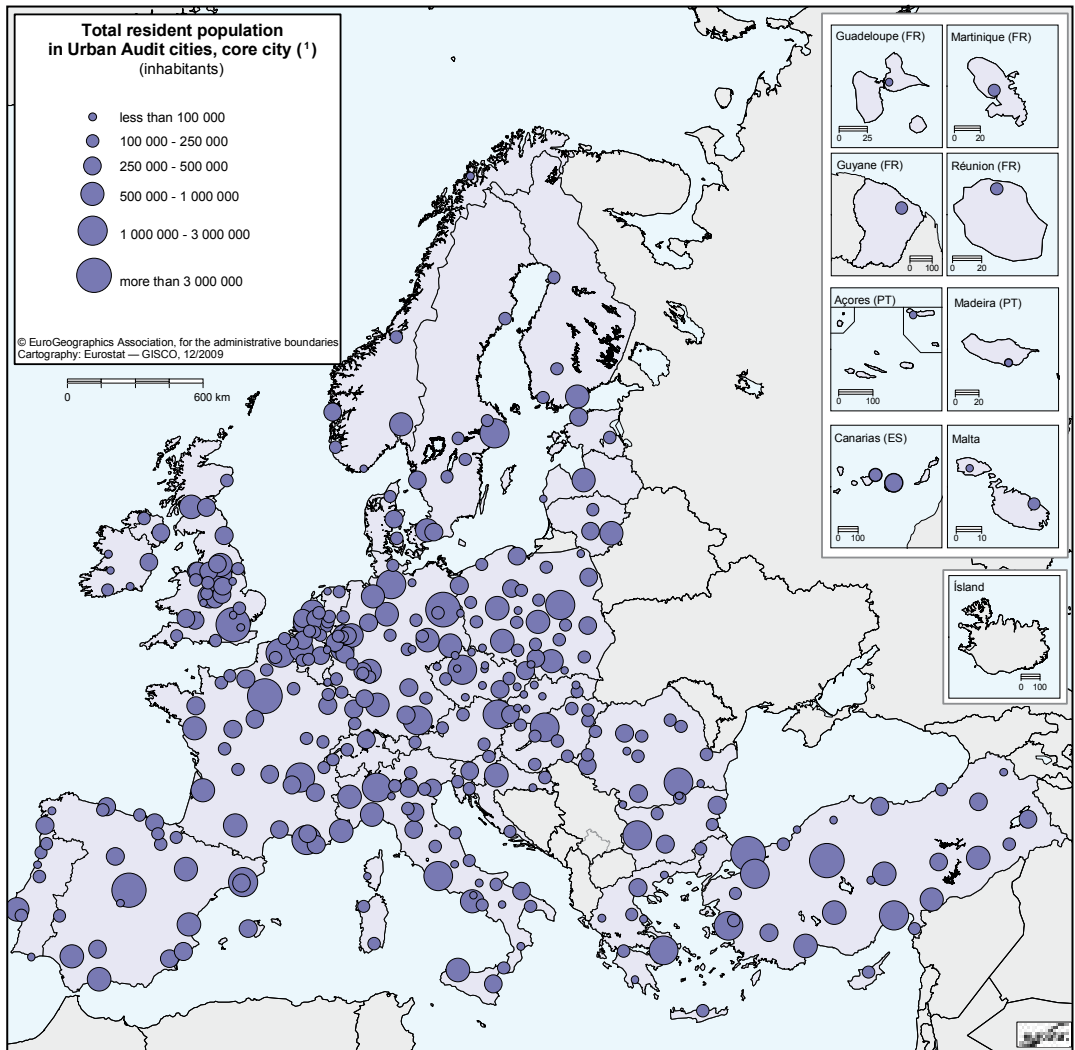 Total resident population
in Urban Audit cities, core city (¹)
(inhabitants)
less than 100 000
100 000 - 250 000
250 000 - 500 000
500 000 - 1 000 000
1 000 000 - 3 000 000
more than 3 000 000
© EuroGeographics Association, for the administrative boundaries
Cartography: Eurostat — GISCO, 12/2009
0 600 km
Guadeloupe (FR)
0 25
Martinique (FR)
0 20
Guyane (FR)
0 100
Réunion (FR)
0 20
Açores (PT)
0 100
Madeira (PT)
0 20
Canarias (ES)
0 100
Malta
0 10
Ísland
0 100